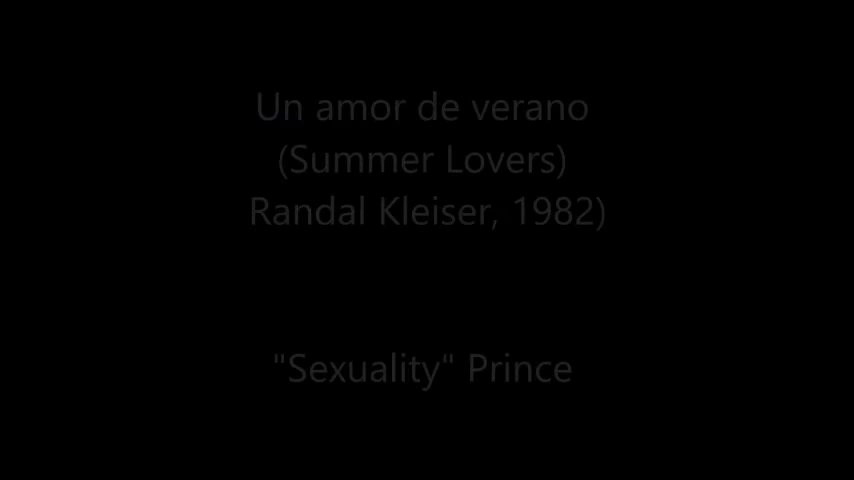 Un amor de verano
(Summer Lovers)
Randal Kleiser, 1982)
"Sexuality" Prince